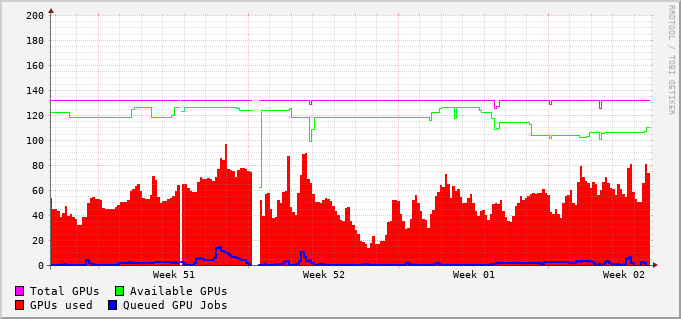 200
180
160
140
120
100
80
60
40
20
0
Week 51 Week 52 Week 01 Week 02
Total GPUs Available GPUs
GPUs used Queued GPU Jobs
RRDTOOL / TOBI OETIKER